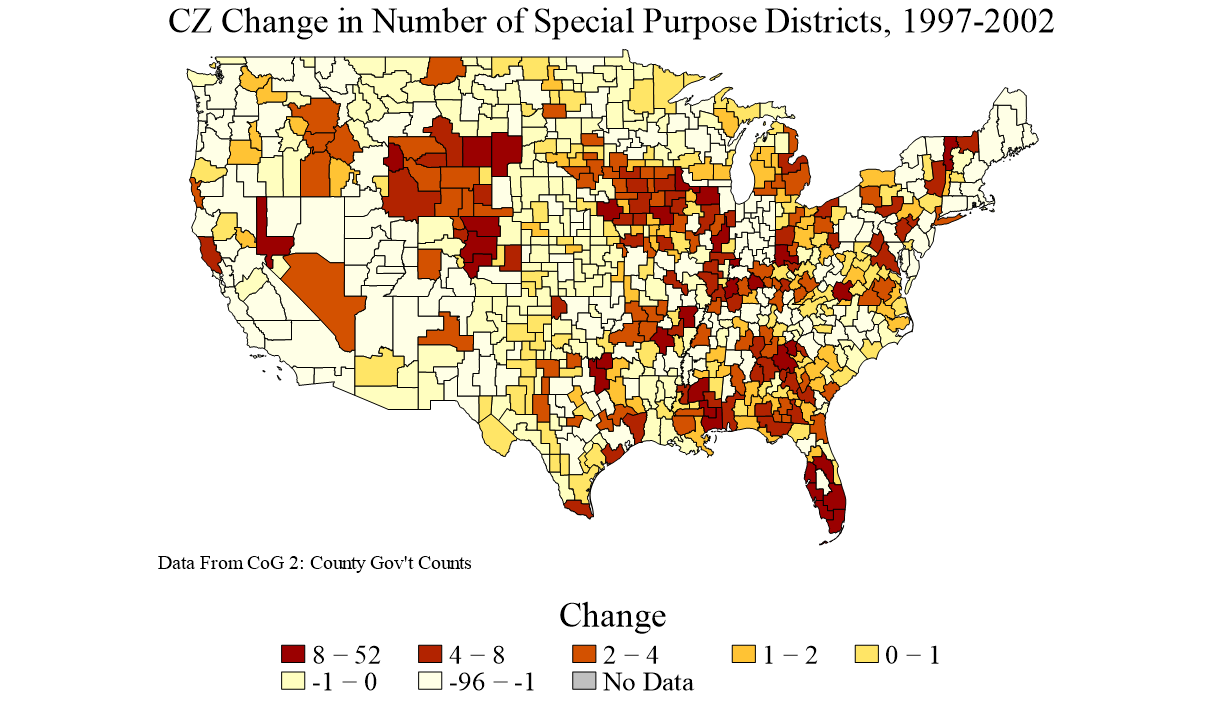 CZ Change in Number of Special Purpose Districts, 1997-2002
Data From CoG 2: County Gov't Counts
Change
8 − 52
4 − 8
2 − 4
1 − 2
0 − 1
-1 − 0
-96 − -1
No Data